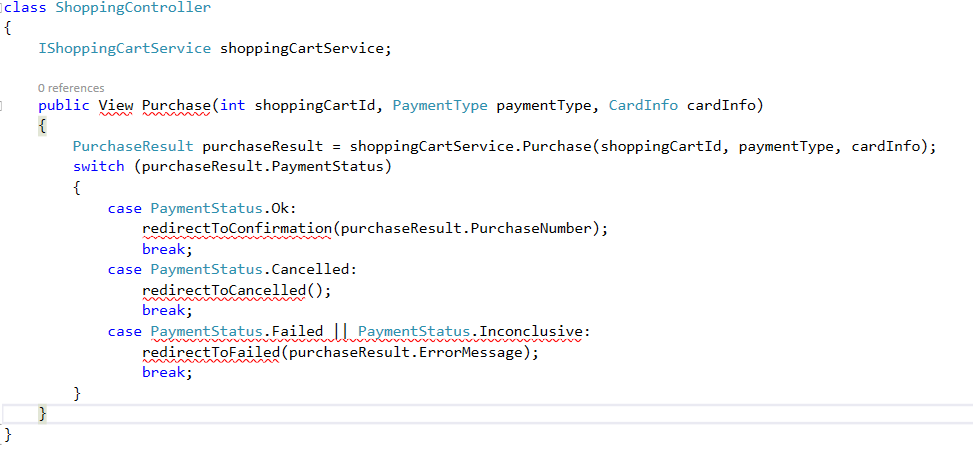 class ShoppingController
{
IShoppingCartService shoppingCartService;
0 references
public View Purchase(int shoppingCartId, PaymentType paymentType, CardInfo cardInfo)
{
PurchaseResult purchaseResult = shoppingCartService.Purchase(shoppingCartId, paymentType, cardInfo);
switch (purchaseResult.PaymentStatus)
{
case PaymentStatus.Ok:
redirectToConfirmation(purchaseResult.PurchaseNumber);
break;
case PaymentStatus.Cancelled:
redirectToCancelled();
break;
case PaymentStatus.Failed || PaymentStatus.Inconclusive:
redirectToFailed(purchaseResult.ErrorMessage);
break;
}
}
}